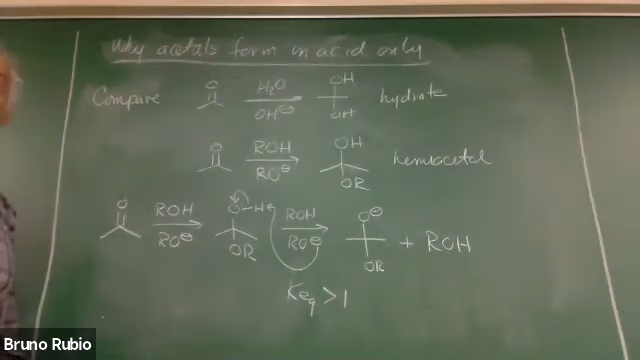 Why acetals form in acid only
Compare O H₂O OH⊖ OH OH hydrate
O ROH RO⊖ OH OR hemiacetal
O ROH RO⊖ O-H OR ROH RO⊖ O⊖ OR + ROH
Keq > 1
Bruno Rubio